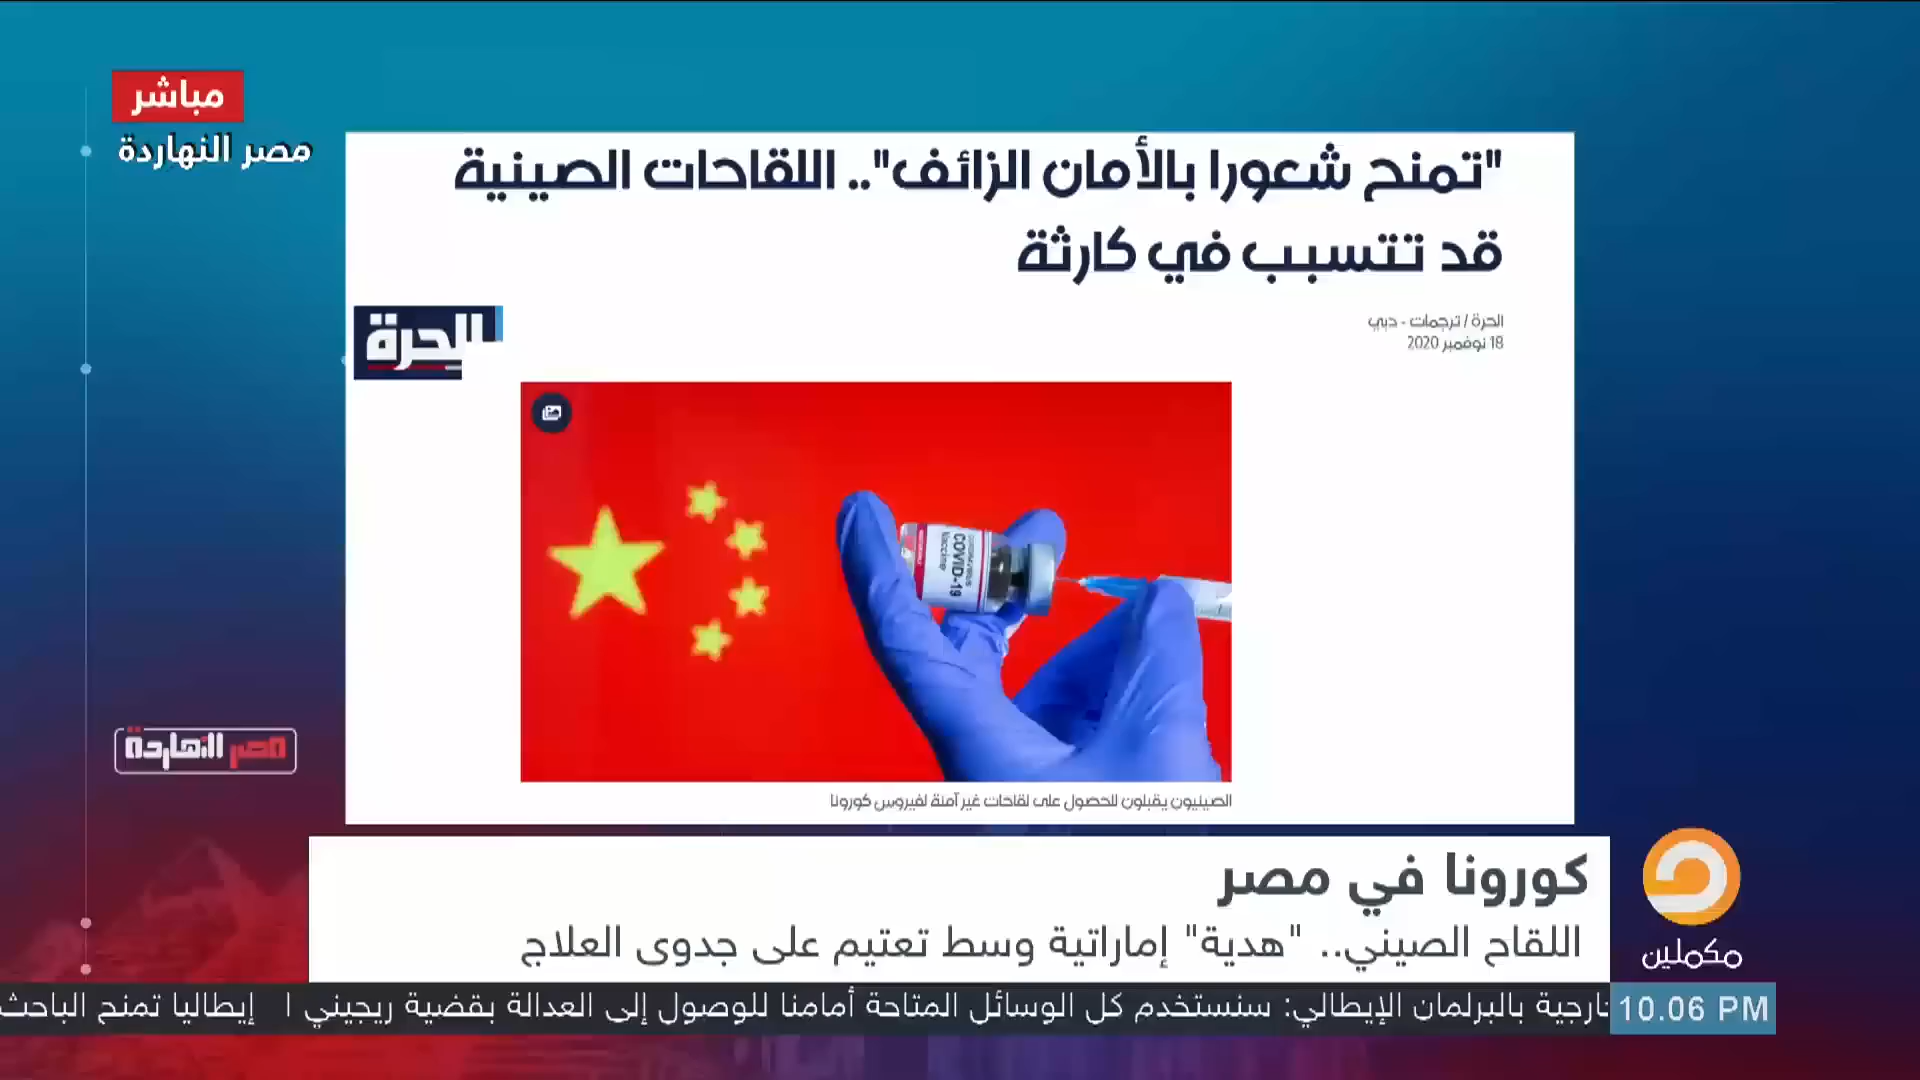 مباشر
مصر النهاردة
"تمنح شعورا بالأمان الزائف".. اللقاحات الصينية
قد تتسبب في كارثة
الحرة / ترجمات - دبي
18 نوفمبر 2020
الحرة
CORONAVIRUS
COVID-19
Vaccine
مصر النهاردة
الصينيون يقبلون للحصول على لقاحات غير آمنة لفيروس كورونا
كورونا في مصر
اللقاح الصيني.. "هدية" إماراتية وسط تعتيم على جدوى العلاج
مكملين
خارجية بالبرلمان الإيطالي: سنستخدم كل الوسائل المتاحة أمامنا للوصول إلى العدالة بقضية ريجيني ا إيطاليا تمنح الباحث
10.06 PM